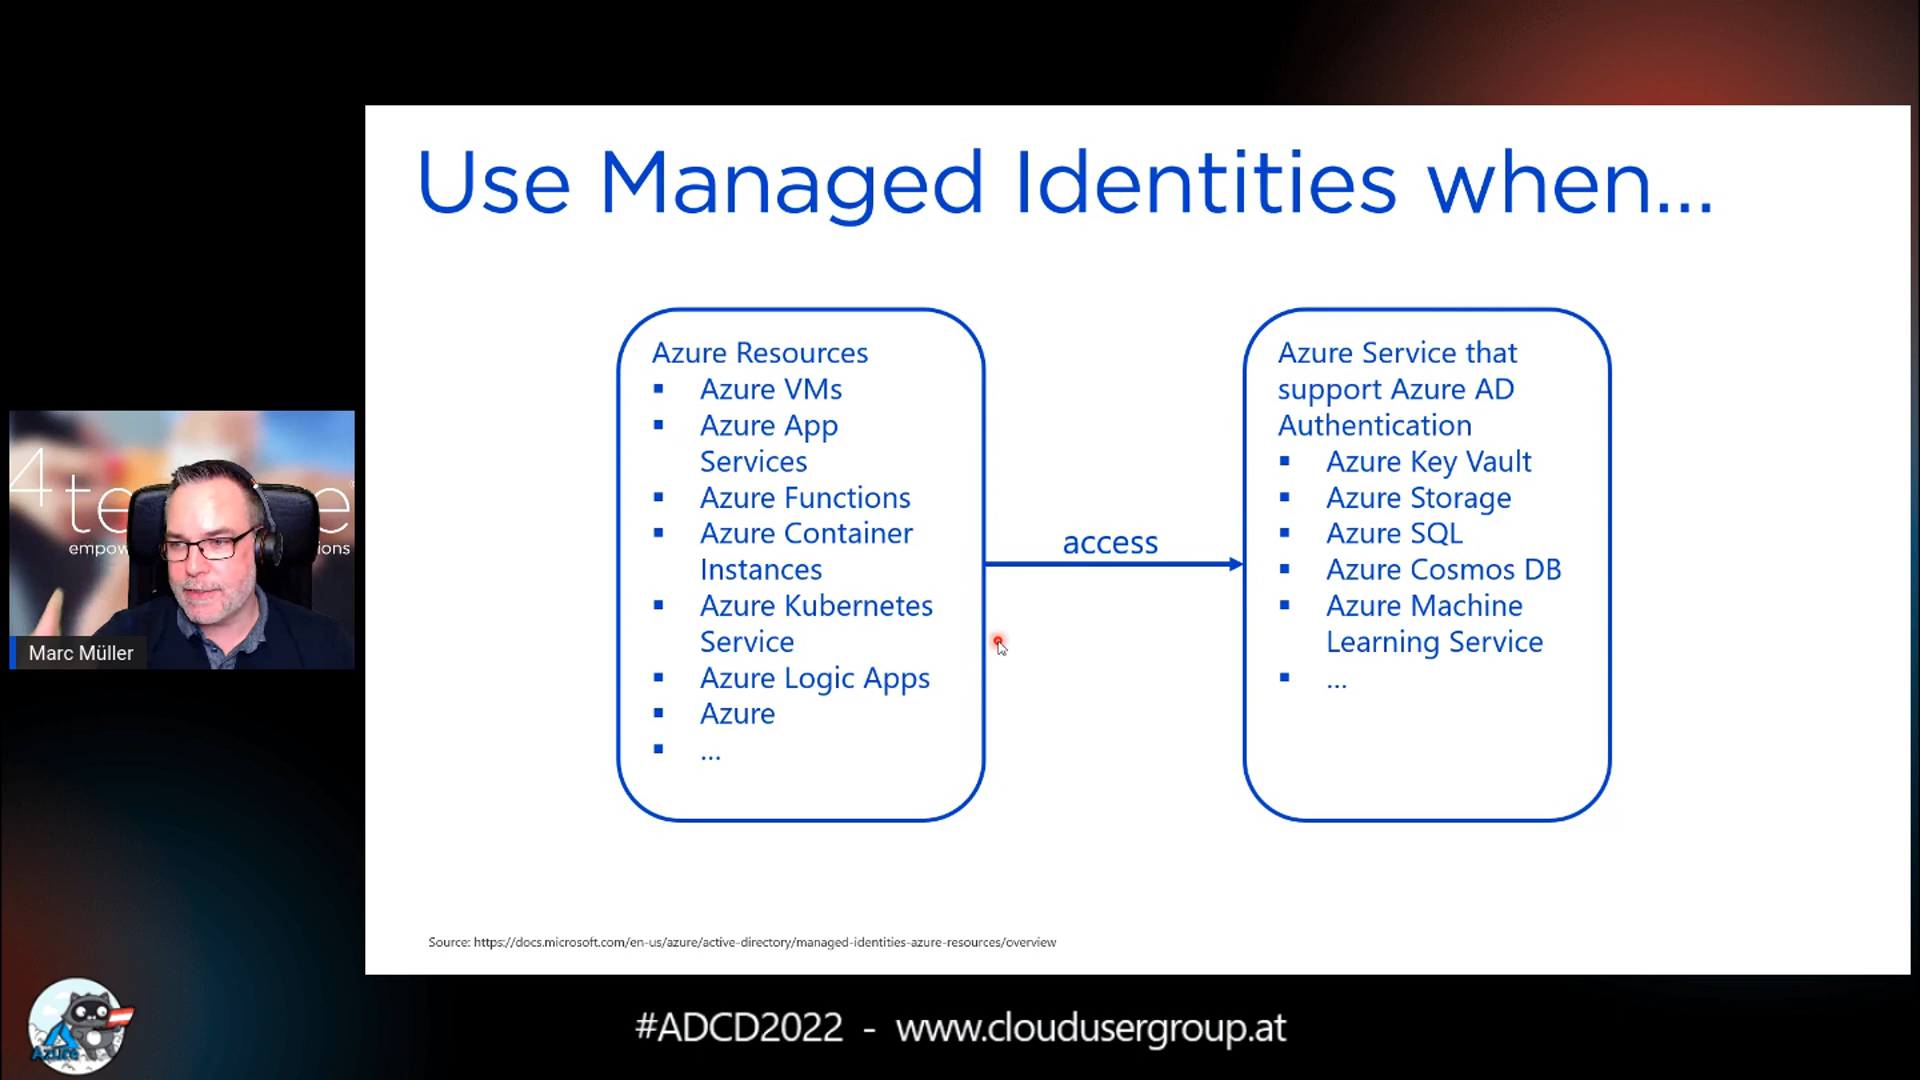 Use Managed Identities when...
Azure Resources
▪ Azure VMs
▪ Azure App
Services
▪ Azure Functions
▪ Azure Container
Instances
▪ Azure Kubernetes
Service
▪ Azure Logic Apps
▪ Azure
▪ ...
access
Azure Service that
support Azure AD
Authentication
▪ Azure Key Vault
▪ Azure Storage
▪ Azure SQL
▪ Azure Cosmos DB
▪ Azure Machine
Learning Service
▪ ...
Source: https://docs.microsoft.com/en-us/azure/active-directory/managed-identities-azure-resources/overview
Marc Müller
Azure
#ADCD2022 - www.cloudusergroup.at